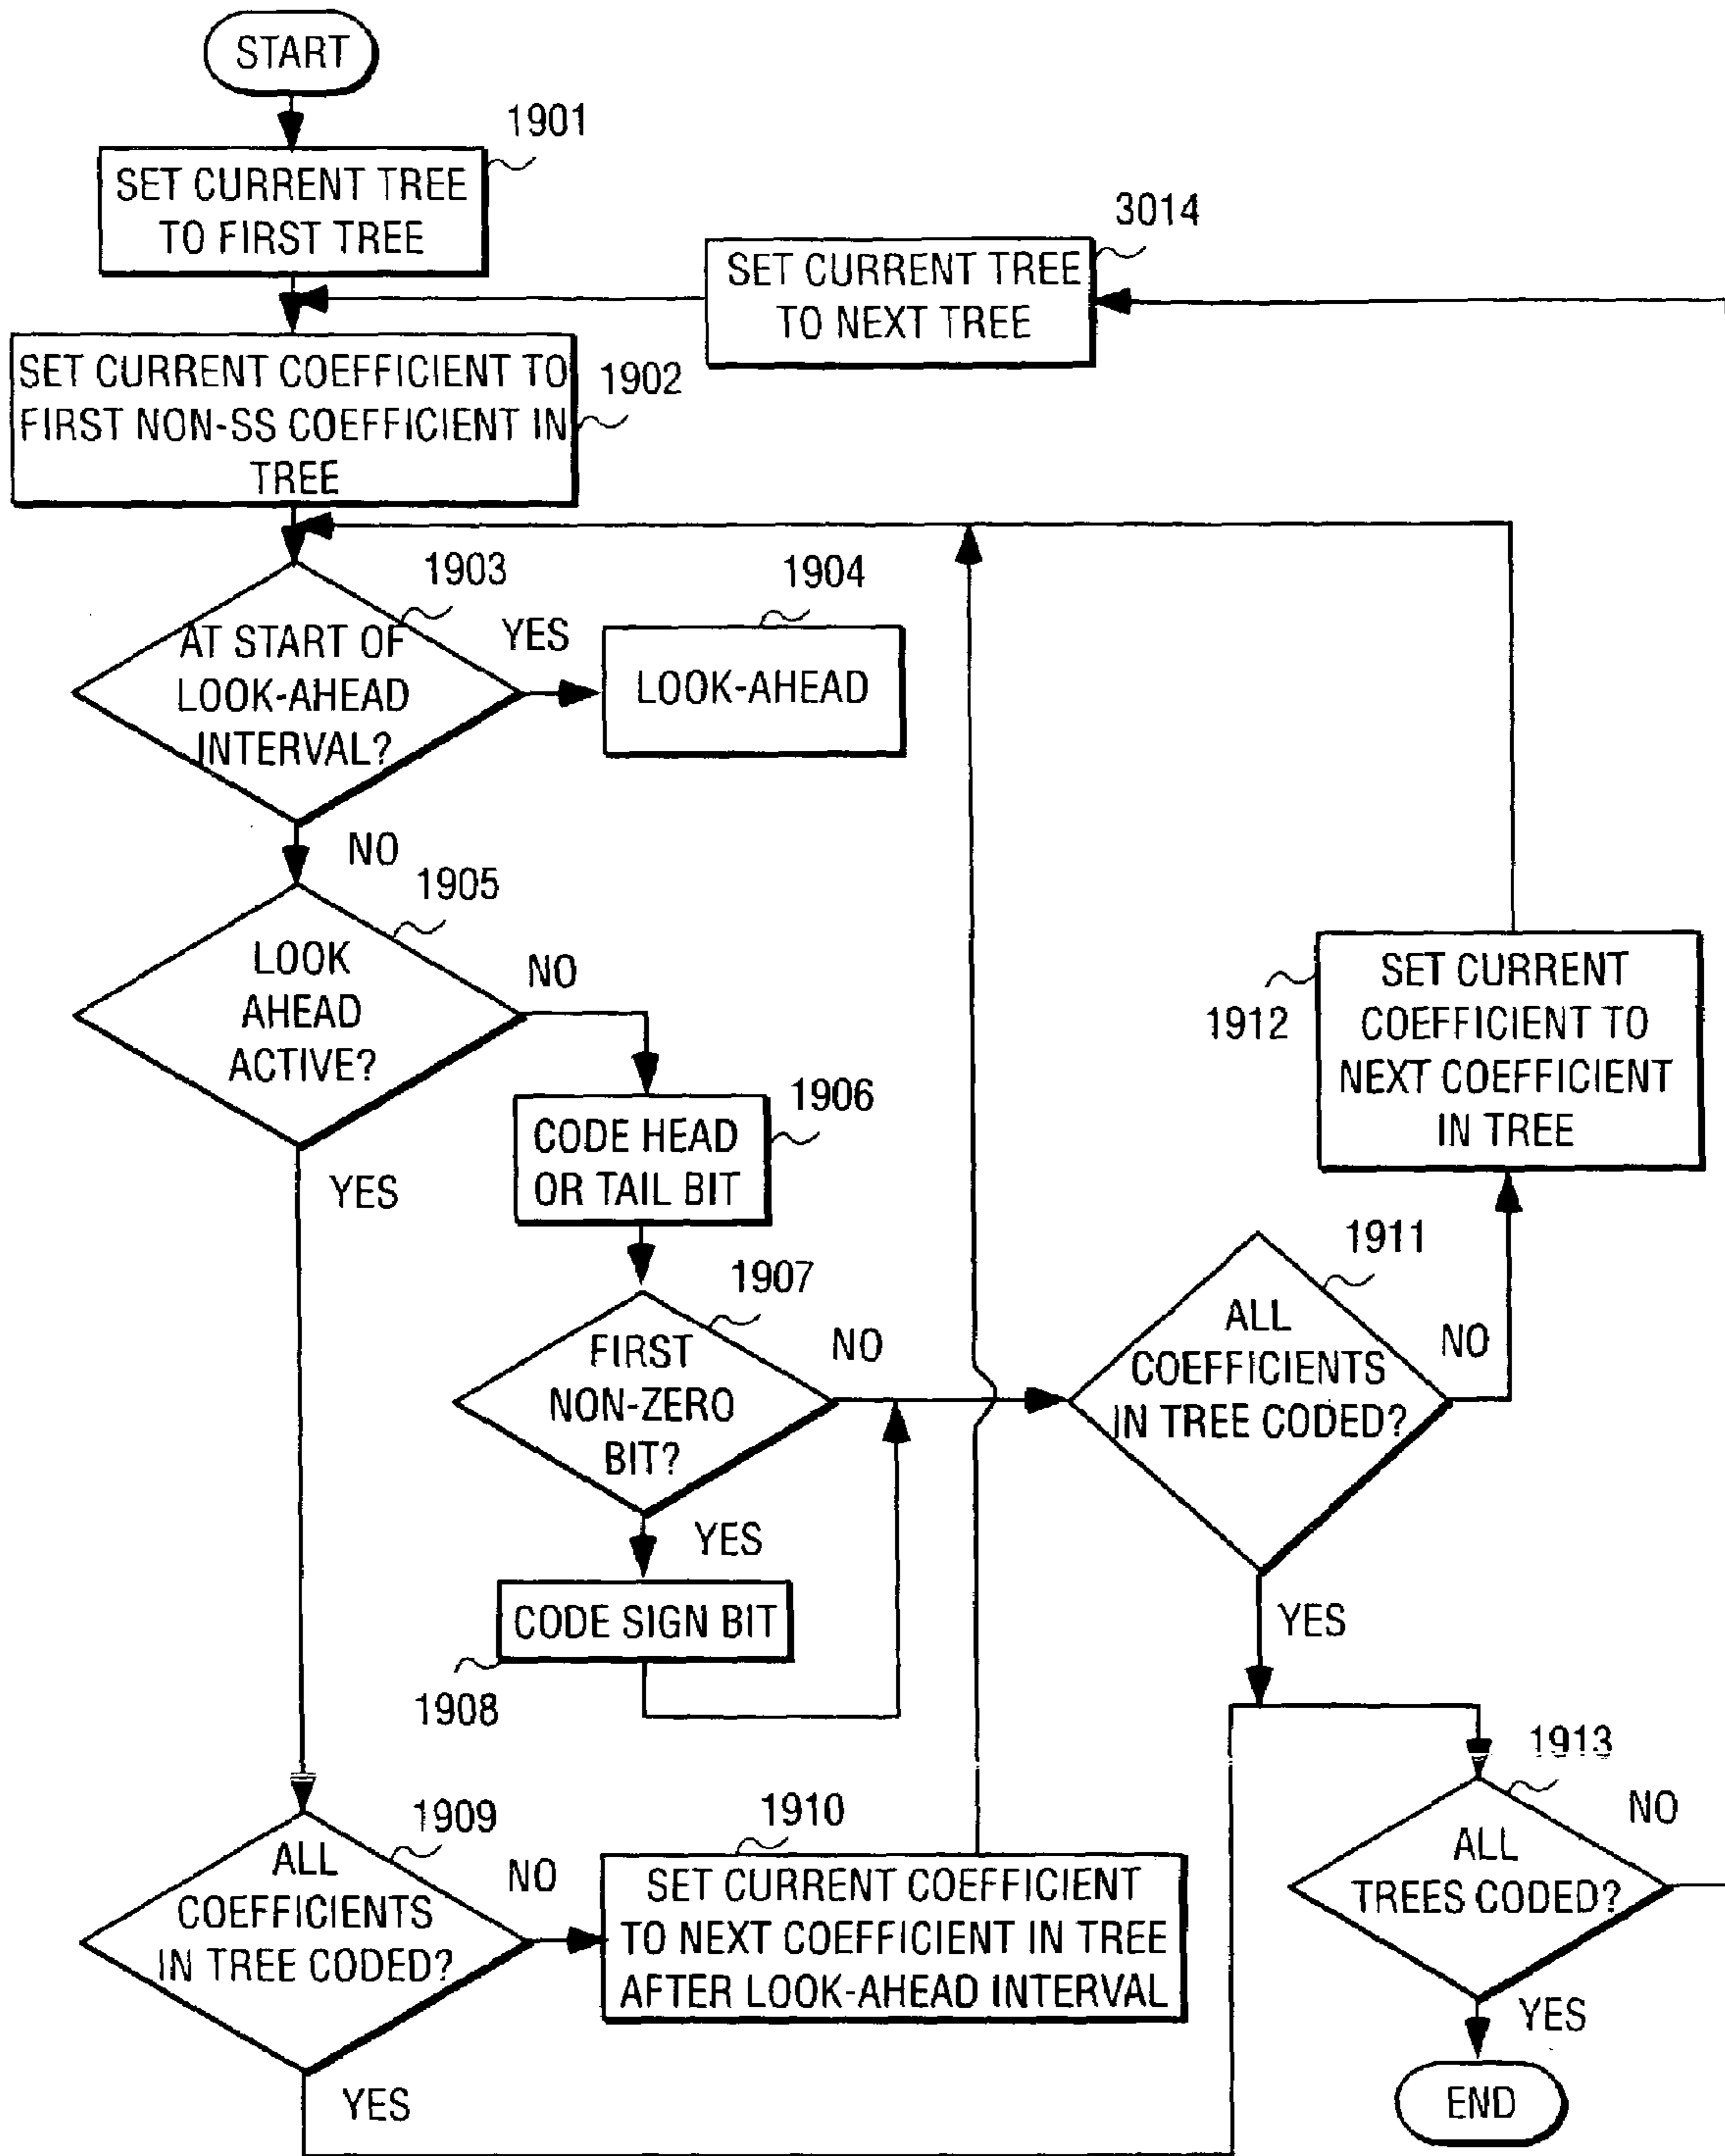 START
1901
SET CURRENT TREE
TO FIRST TREE
3014
SET CURRENT TREE
TO NEXT TREE
SET CURRENT COEFFICIENT TO
FIRST NON-SS COEFFICIENT IN
TREE
1902
1903
AT START OF
LOOK-AHEAD
INTERVAL?
YES
1904
LOOK-AHEAD
NO
1905
LOOK
AHEAD
ACTIVE?
NO
YES
1906
CODE HEAD
OR TAIL BIT
1907
FIRST
NON-ZERO
BIT?
NO
YES
CODE SIGN BIT
1908
1912
SET CURRENT
COEFFICIENT TO
NEXT COEFFICIENT
IN TREE
1911
ALL
COEFFICIENTS
IN TREE CODED?
NO
YES
1909
ALL
COEFFICIENTS
IN TREE CODED?
NO
YES
1910
SET CURRENT COEFFICIENT
TO NEXT COEFFICIENT IN TREE
AFTER LOOK-AHEAD INTERVAL
1913
ALL
TREES CODED?
NO
YES
END